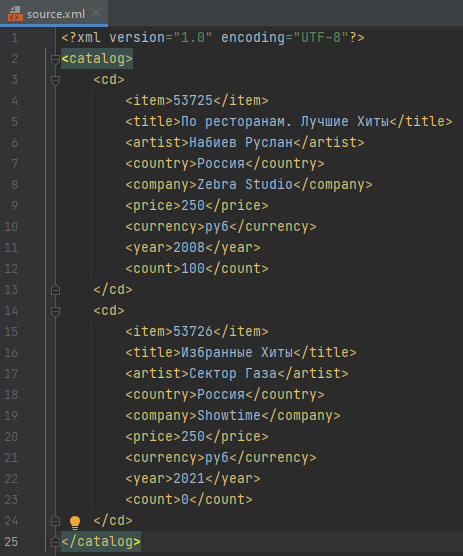 source.xml
1 <?xml version="1.0" encoding="UTF-8"?>
2 <catalog>
3 <cd>
4 <item>53725</item>
5 <title>По ресторанам. Лучшие Хиты</title>
6 <artist>Набиев Руслан</artist>
7 <country>Россия</country>
8 <company>Zebra Studio</company>
9 <price>250</price>
10 <currency>руб</currency>
11 <year>2008</year>
12 <count>100</count>
13 </cd>
14 <cd>
15 <item>53726</item>
16 <title>Избранные Хиты</title>
17 <artist>Сектор Газа</artist>
18 <country>Россия</country>
19 <company>Showtime</company>
20 <price>250</price>
21 <currency>руб</currency>
22 <year>2021</year>
23 <count>0</count>
24 </cd>
25 </catalog>